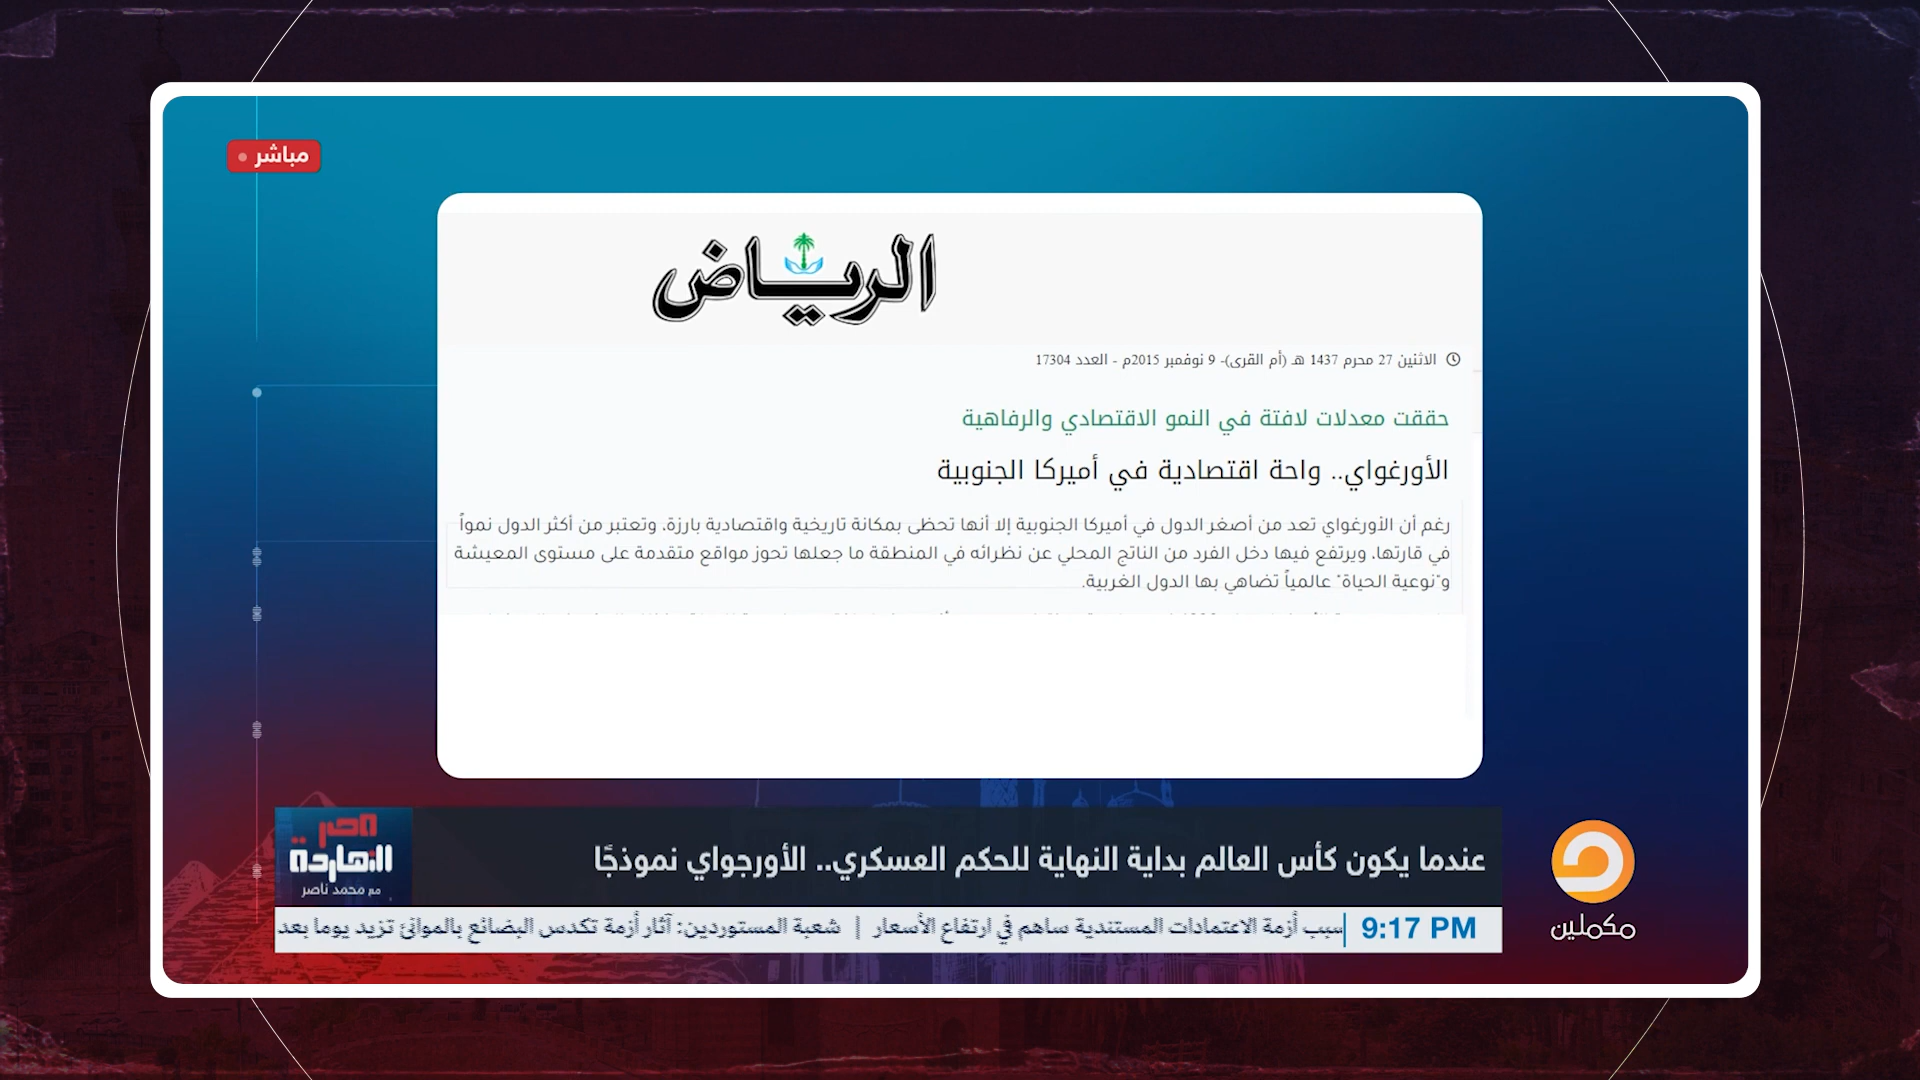 مباشر
الرياض
الاثنين 27 محرم 1437 هـ (أم القرى)- 9 نوفمبر 2015م - العدد 17304
حققت معدلات لافتة في النمو الاقتصادي والرفاهية
الأورغواي.. واحة اقتصادية في أميركا الجنوبية
رغم أن الأورغواي تعد من أصغر الدول في أميركا الجنوبية إلا أنها تحظى بمكانة تاريخية واقتصادية بارزة، وتعتبر من أكثر الدول نمواً
في قارتها، ويرتفع فيها دخل الفرد من الناتج المحلي عن نظرائه في المنطقة ما جعلها تحوز مواقع متقدمة على مستوى المعيشة
و"نوعية الحياة" عالمياً تضاهي بها الدول الغربية.
عندما يكون كأس العالم بداية النهاية للحكم العسكري.. الأورجواي نموذجًا
مصر
النهاردة
مع محمد ناصر
9:17 PM
سبب أزمة الاعتمادات المستندية ساهم في ارتفاع الأسعار | شعبة المستوردين: آثار أزمة تكدس البضائع بالموانئ تزيد يوما بعد
مكملين